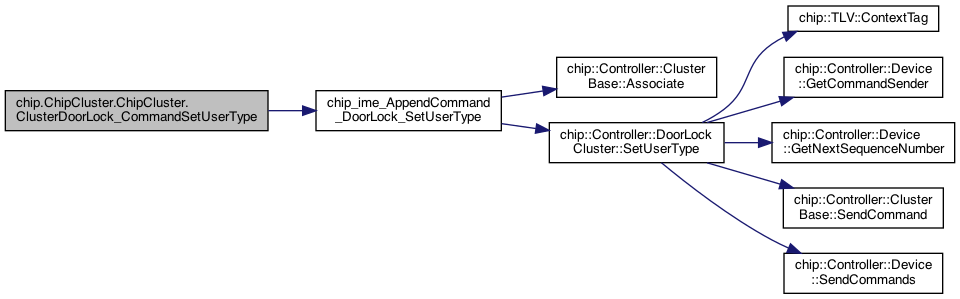 chip.ChipCluster.ChipCluster.
ClusterDoorLock_CommandSetUserType
chip_ime_AppendCommand
_DoorLock_SetUserType
chip::Controller::Cluster
Base::Associate
chip::Controller::DoorLock
Cluster::SetUserType
chip::TLV::ContextTag
chip::Controller::Device
::GetCommandSender
chip::Controller::Device
::GetNextSequenceNumber
chip::Controller::Cluster
Base::SendCommand
chip::Controller::Device
::SendCommands